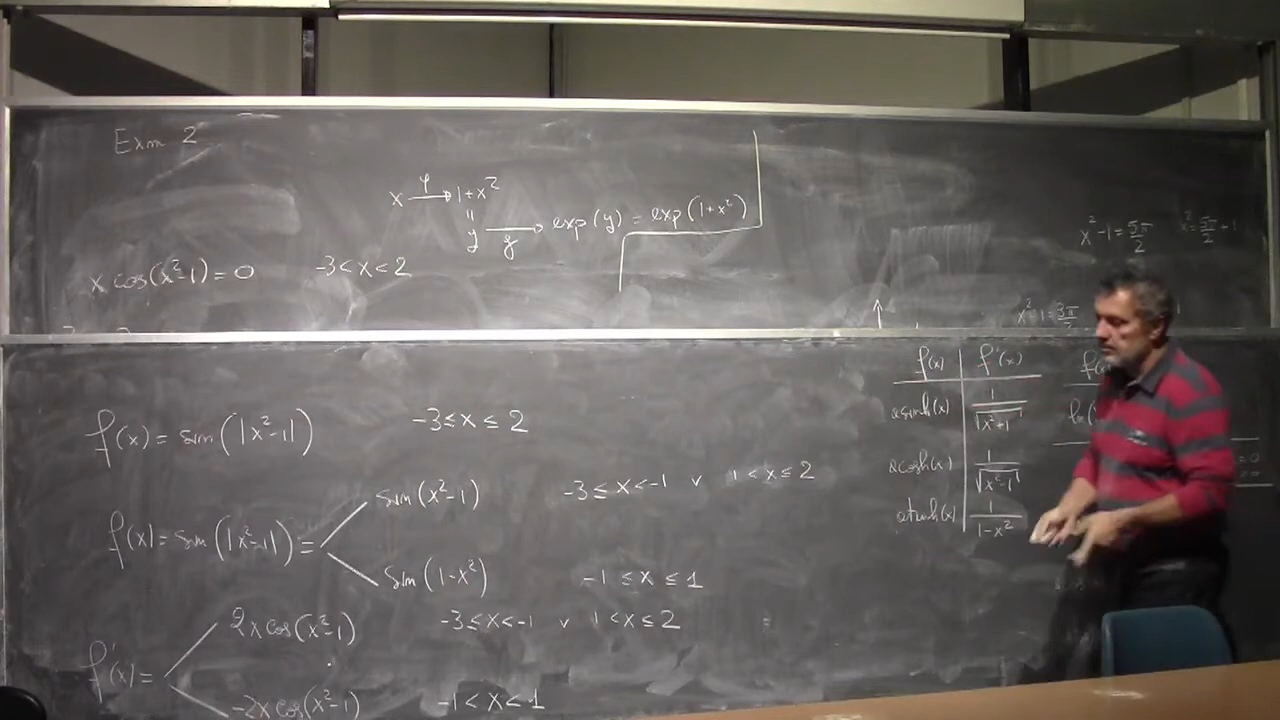 Exm 2
x —φ→ 1+x²
"
y —g→ exp(y) = exp(1+x²)
x²-1 = 5π/2 x² = 5π/2 + 1
x cos(x²-1) = 0 -3 < x < 2
x²-1 = 3π/2
f(x) f'(x)
asinh(x) 1/√(x²+1)
acosh(x) 1/√(x²-1)
atanh(x) 1/(1-x²)
f(x) = sin(|x²-1|) -3 ≤ x ≤ 2
sin(x²-1) -3 ≤ x < -1 v 1 < x ≤ 2
f(x) = sin(|x²-1|) =
sin(1-x²) -1 ≤ x ≤ 1
2x cos(x²-1) -3 ≤ x < -1 v 1 < x ≤ 2
f'(x) =
-2x cos(x²-1) -1 < x < 1